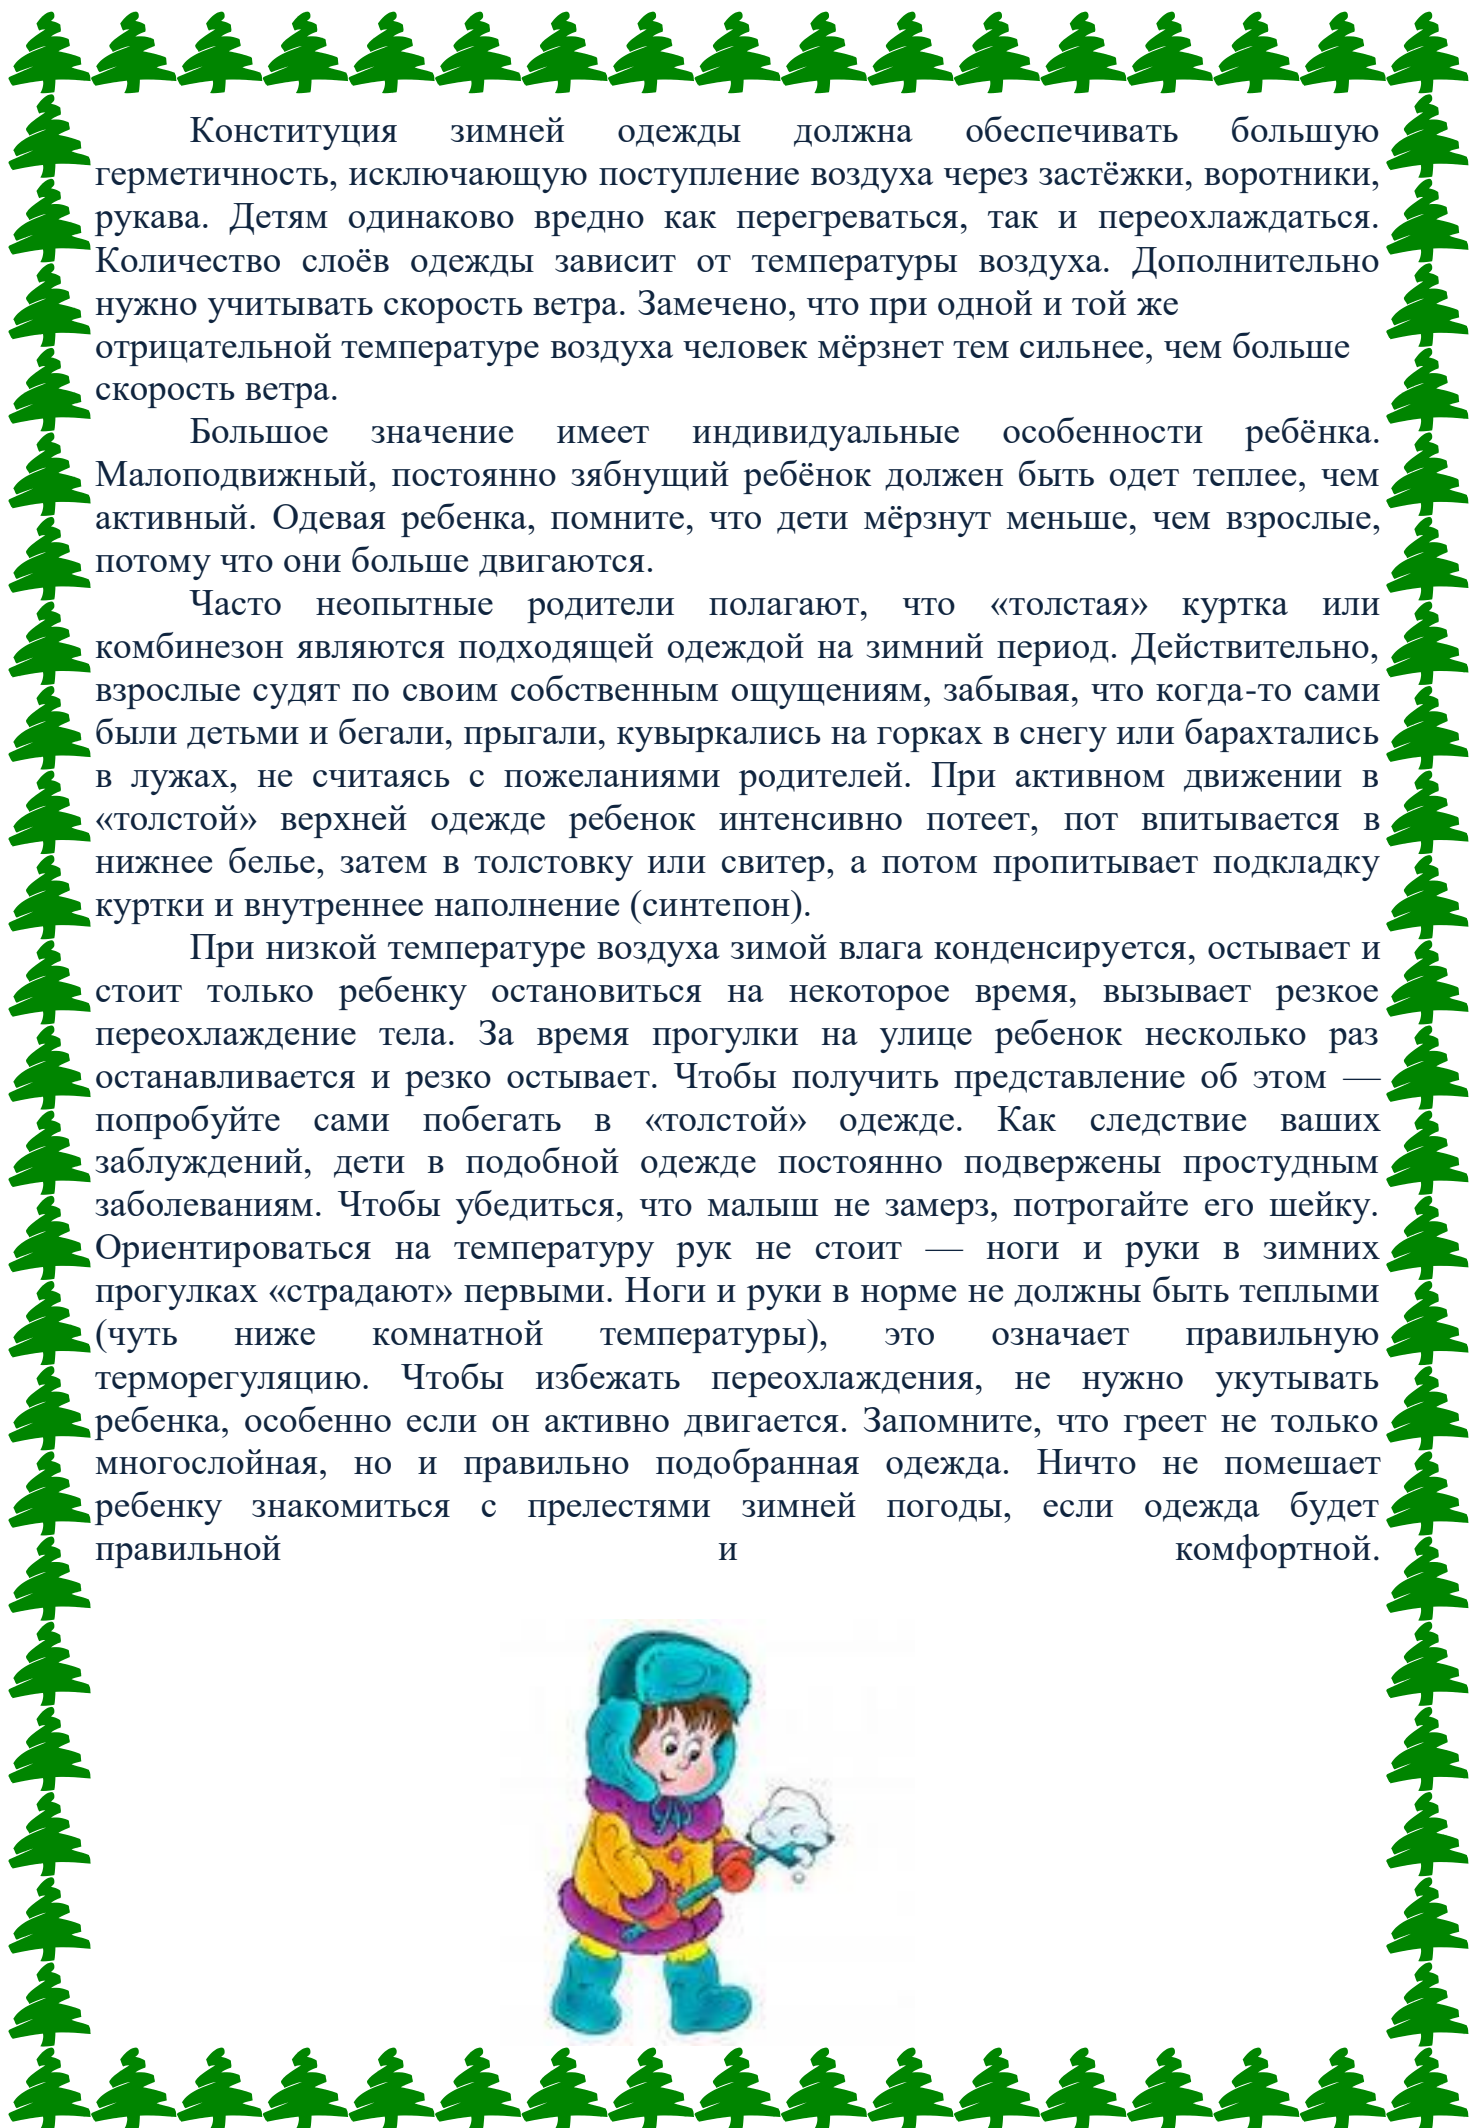 Конституция зимней одежды должна обеспечивать большую
герметичность, исключающую поступление воздуха через застёжки, воротники,
рукава. Детям одинаково вредно как перегреваться, так и переохлаждаться.
Количество слоёв одежды зависит от температуры воздуха. Дополнительно
нужно учитывать скорость ветра. Замечено, что при одной и той же
отрицательной температуре воздуха человек мёрзнет тем сильнее, чем больше
скорость ветра.
Большое значение имеет индивидуальные особенности ребёнка.
Малоподвижный, постоянно зябнущий ребёнок должен быть одет теплее, чем
активный. Одевая ребенка, помните, что дети мёрзнут меньше, чем взрослые,
потому что они больше двигаются.
Часто неопытные родители полагают, что «толстая» куртка или
комбинезон являются подходящей одеждой на зимний период. Действительно,
взрослые судят по своим собственным ощущениям, забывая, что когда-то сами
были детьми и бегали, прыгали, кувыркались на горках в снегу или барахтались
в лужах, не считаясь с пожеланиями родителей. При активном движении в
«толстой» верхней одежде ребенок интенсивно потеет, пот впитывается в
нижнее белье, затем в толстовку или свитер, а потом пропитывает подкладку
куртки и внутреннее наполнение (синтепон).
При низкой температуре воздуха зимой влага конденсируется, остывает и
стоит только ребенку остановиться на некоторое время, вызывает резкое
переохлаждение тела. За время прогулки на улице ребенок несколько раз
останавливается и резко остывает. Чтобы получить представление об этом —
попробуйте сами побегать в «толстой» одежде. Как следствие ваших
заблуждений, дети в подобной одежде постоянно подвержены простудным
заболеваниям. Чтобы убедиться, что малыш не замерз, потрогайте его шейку.
Ориентироваться на температуру рук не стоит — ноги и руки в зимних
прогулках «страдают» первыми. Ноги и руки в норме не должны быть теплыми
(чуть ниже комнатной температуры), это означает правильную
терморегуляцию. Чтобы избежать переохлаждения, не нужно укутывать
ребенка, особенно если он активно двигается. Запомните, что греет не только
многослойная, но и правильно подобранная одежда. Ничто не помешает
ребенку знакомиться с прелестями зимней погоды, если одежда будет
правильной и комфортной.